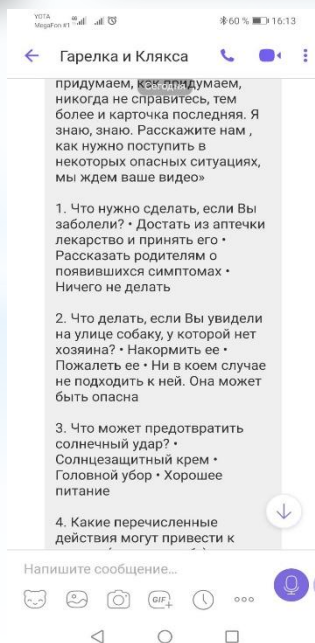 YOTA
MegaFon #1
60 % 16:13
Гарелка и Клякса
придумаем, как придумаем,
Сегодня
никогда не справитесь, тем
более и карточка последняя. Я
знаю, знаю. Расскажите нам ,
как нужно поступить в
некоторых опасных ситуациях,
мы ждем ваше видео»
1. Что нужно сделать, если Вы
заболели? • Достать из аптечки
лекарство и принять его •
Рассказать родителям о
появившихся симптомах •
Ничего не делать
2. Что делать, если Вы увидели
на улице собаку, у которой нет
хозяина? • Накормить ее •
Пожалеть ее • Ни в коем случае
не подходить к ней. Она может
быть опасна
3. Что может предотвратить
солнечный удар? •
Солнцезащитный крем •
Головной убор • Хорошее
питание
4. Какие перечисленные
действия могут привести к
Напишите сообщение...
GIF